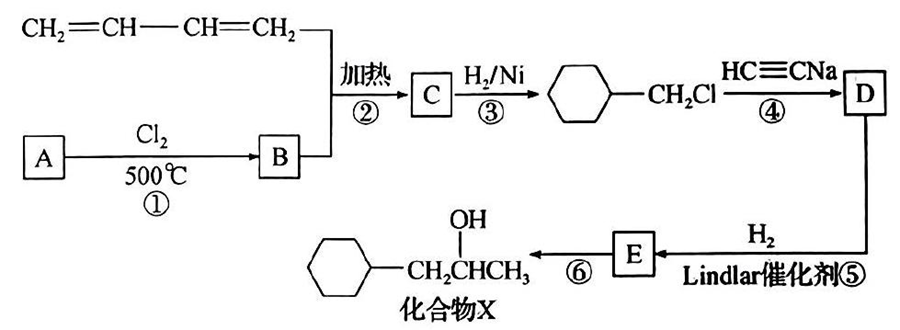 CH₂=CH—CH=CH₂
加热
②
C
H₂/Ni
③
—CH₂Cl
HC≡CNa
④
D
A
Cl₂
500℃
①
B
OH
—CH₂CHCH₃
化合物X
⑥
E
H₂
Lindlar催化剂⑤